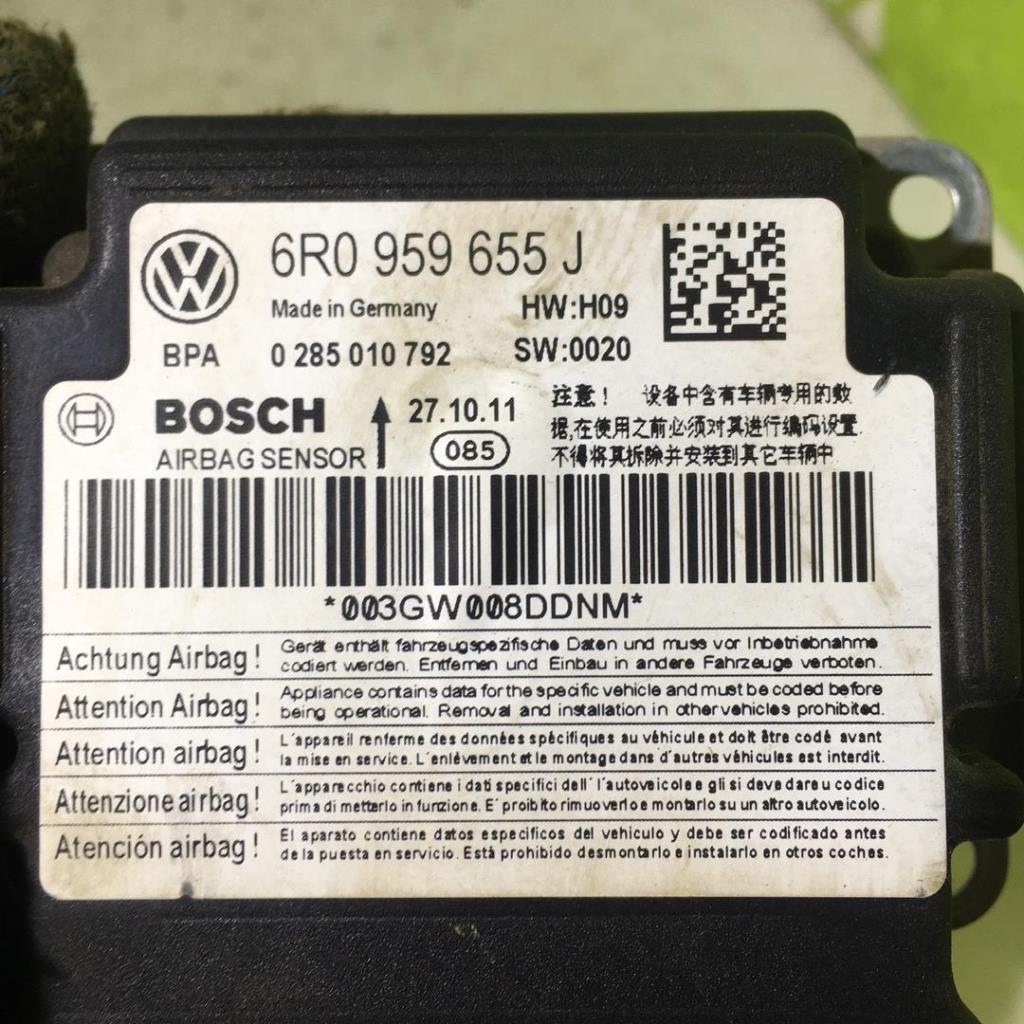 6R0 959 655 J
Made in Germany HW:H09
BPA 0 285 010 792 SW:0020
BOSCH 27.10.11
AIRBAG SENSOR 085
注意！ 设备中含有车辆专用的数
据,在使用之前必须对其进行编码设置.
不得将其拆除并安装到其它车辆中.
*003GW008DDNM*
Achtung Airbag! Gerät enthält fahrzeugspezifische Daten und muss vor Inbetriebnahme
codiert werden. Entfernen und Einbau in andere Fahrzeuge verboten.
Attention Airbag! Appliance contains data for the specific vehicle and must be coded before
being operational. Removal and installation in other vehicles prohibited.
Attention airbag! L'appareil renferme des données spécifiques au véhicule et doit être codé avant
la mise en service. L'enlèvement et le montage dans d'autres véhicules est interdit.
Attenzione airbag! L'apparecchio contiene i dati specifici dell'l'autoveicolo e gli si deve dare u codice
prima di metterlo in funzione. E' proibito rimuoverlo e montarlo su un altro autoveicolo.
Atención airbag! El aparato contiene datos especificos del vehiculo y debe ser codificado antes
de la puesta en servicio. Está prohibido desmontarlo e instalarlo en otros coches.